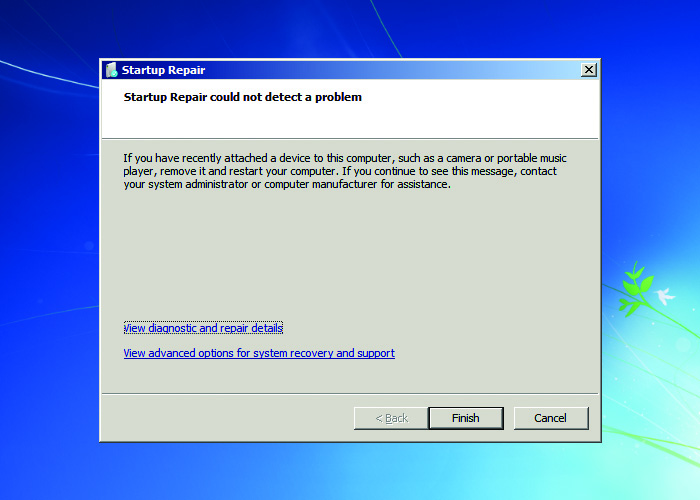 Startup Repair
Startup Repair could not detect a problem
If you have recently attached a device to this computer, such as a camera or portable music
player, remove it and restart your computer. If you continue to see this message, contact
your system administrator or computer manufacturer for assistance.
View diagnostic and repair details
View advanced options for system recovery and support
< Back
Finish
Cancel